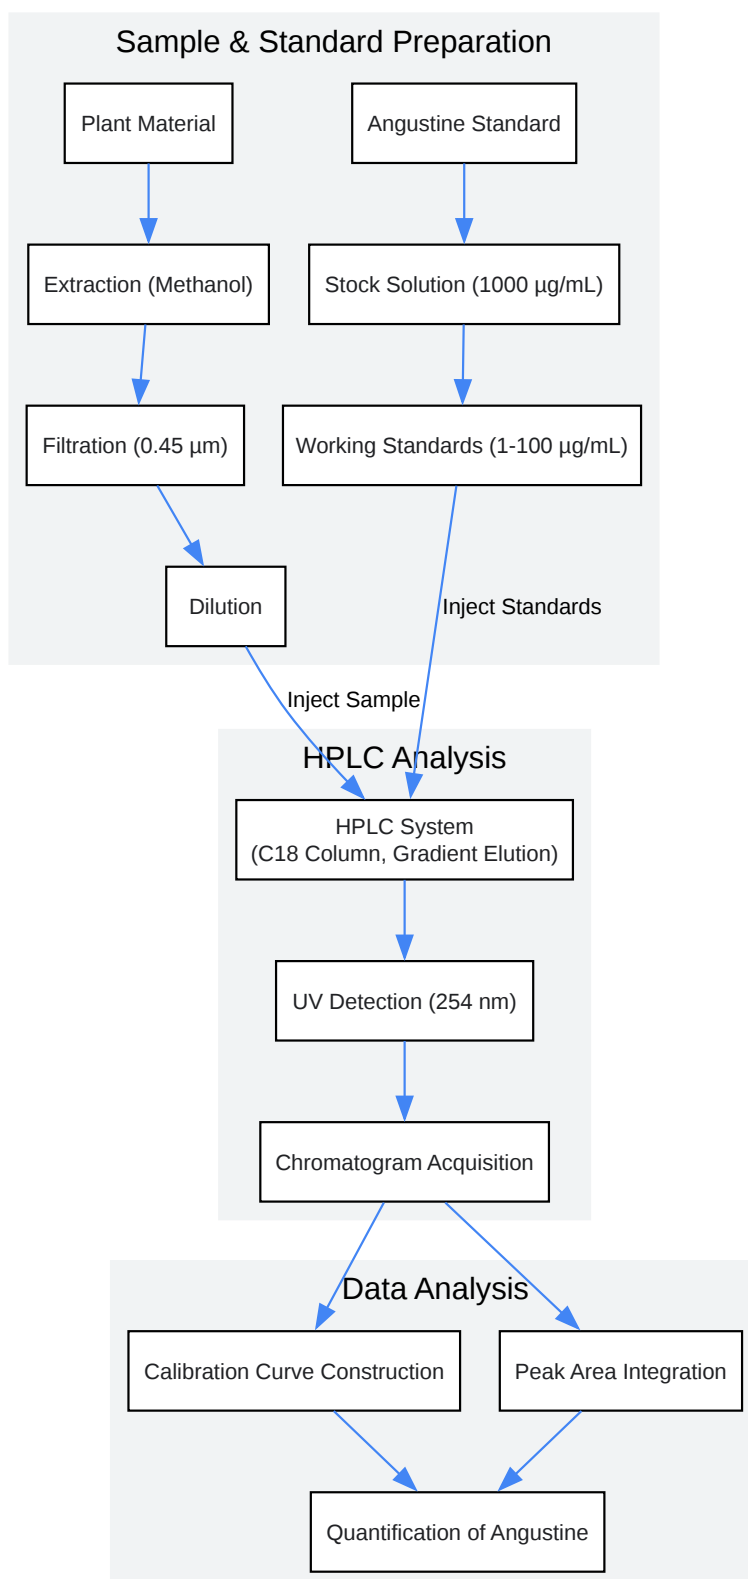 Sample & Standard Preparation
Plant Material
Angustine Standard
Extraction (Methanol)
Stock Solution (1000 µg/mL)
Filtration (0.45 µm)
Working Standards (1-100 µg/mL)
Dilution
Inject Standards
Inject Sample
HPLC Analysis
HPLC System
(C18 Column, Gradient Elution)
UV Detection (254 nm)
Chromatogram Acquisition
Data Analysis
Calibration Curve Construction
Peak Area Integration
Quantification of Angustine